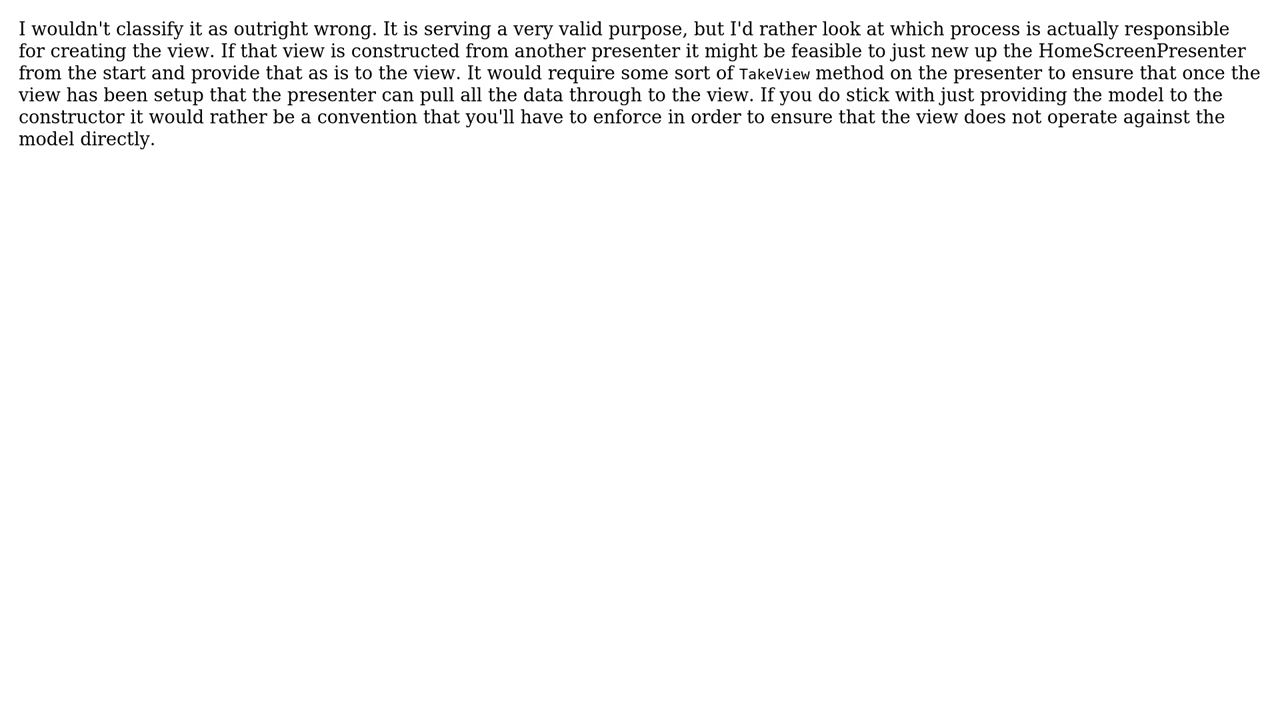 I wouldn't classify it as outright wrong. It is serving a very valid purpose, but I'd rather look at which process is actually responsible
for creating the view. If that view is constructed from another presenter it might be feasible to just new up the HomeScreenPresenter
from the start and provide that as is to the view. It would require some sort of TakeView method on the presenter to ensure that once the
view has been setup that the presenter can pull all the data through to the view. If you do stick with just providing the model to the
constructor it would rather be a convention that you'll have to enforce in order to ensure that the view does not operate against the
model directly.